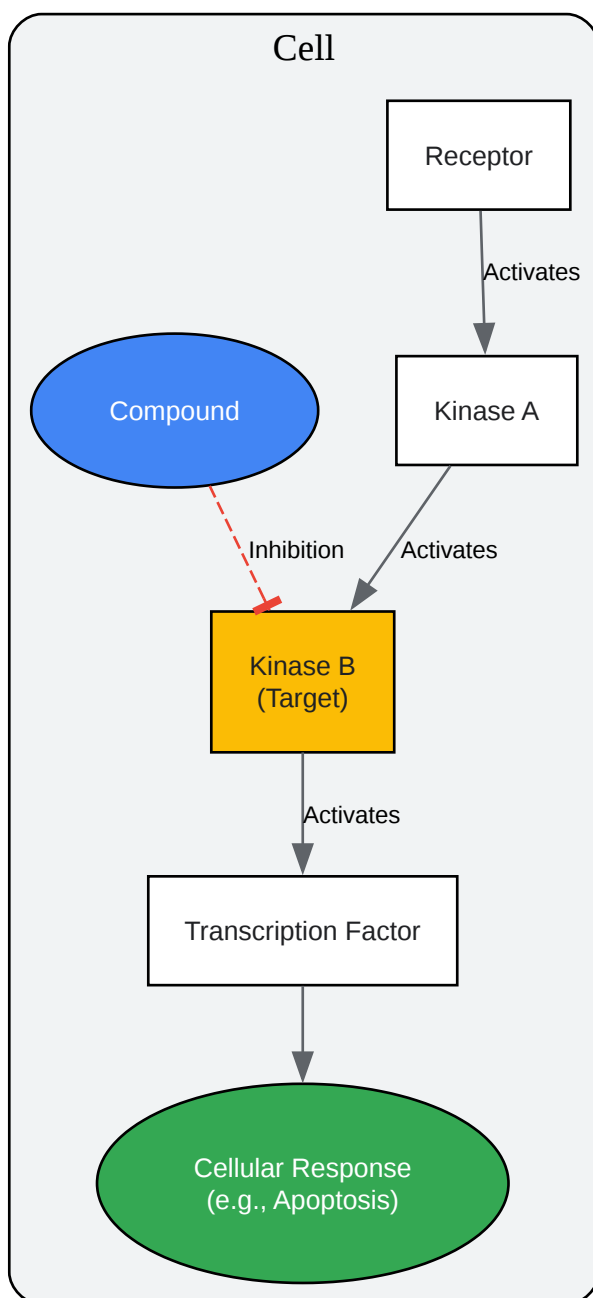 Cell
Receptor
Activates
Compound
Kinase A
Inhibition
Activates
Kinase B
(Target)
Activates
Transcription Factor
Cellular Response
(e.g., Apoptosis)